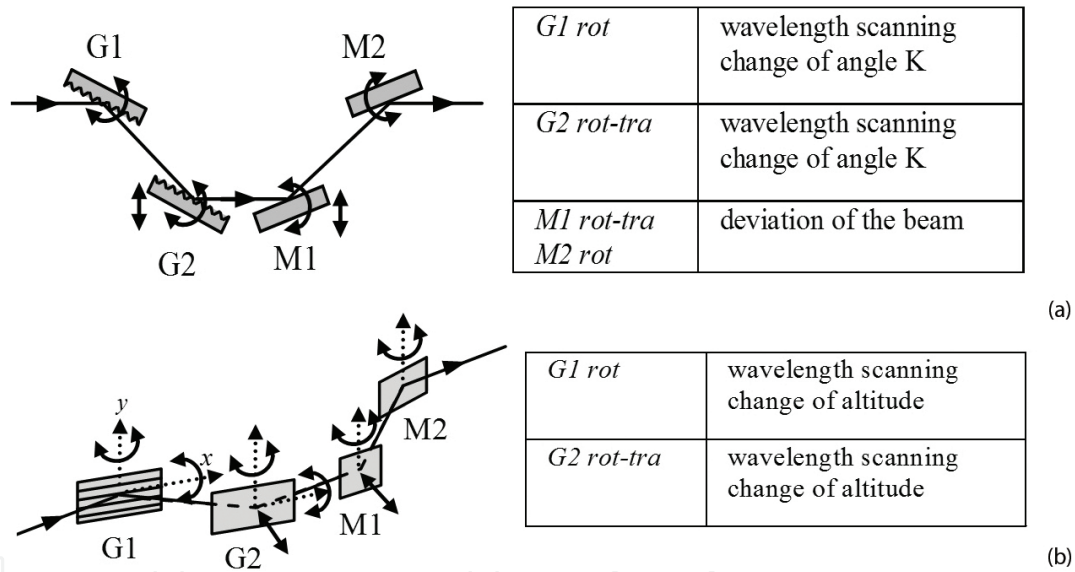 G1
M2
G2
M1
G1 rot
wavelength scanning
change of angle K
G2 rot-tra
wavelength scanning
change of angle K
M1 rot-tra
M2 rot
deviation of the beam
(a)
y
x
G1
G2
M1
M2
G1 rot
wavelength scanning
change of altitude
G2 rot-tra
wavelength scanning
change of altitude
(b)